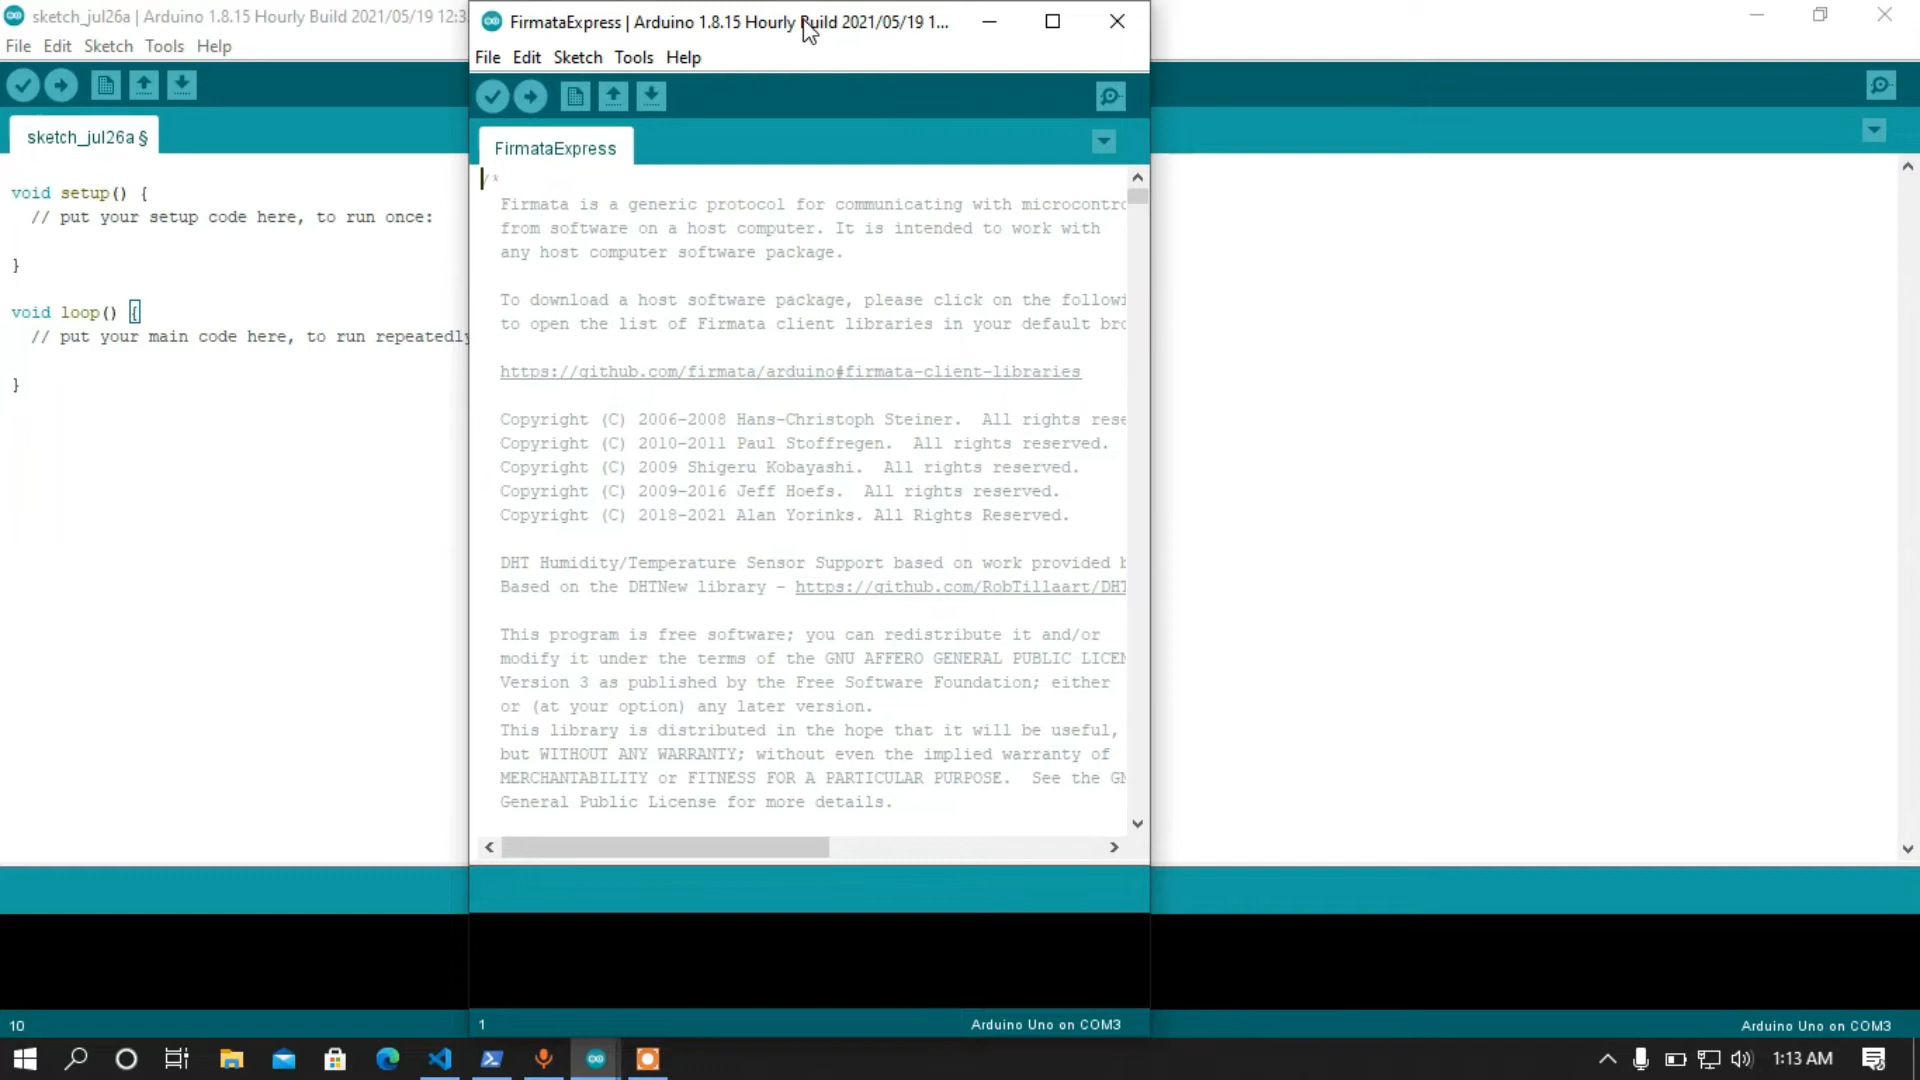 sketch_jul26a | Arduino 1.8.15 Hourly Build 2021/05/19 12:3
File Edit Sketch Tools Help
sketch_jul26a §
void setup() {
// put your setup code here, to run once:
}
void loop() {
// put your main code here, to run repeatedly
}
10
FirmataExpress | Arduino 1.8.15 Hourly Build 2021/05/19 1...
File Edit Sketch Tools Help
FirmataExpress
/*
Firmata is a generic protocol for communicating with microcontro
from software on a host computer. It is intended to work with
any host computer software package.
To download a host software package, please click on the followi
to open the list of Firmata client libraries in your default bro
https://github.com/firmata/arduino#firmata-client-libraries
Copyright (C) 2006-2008 Hans-Christoph Steiner.  All rights rese
Copyright (C) 2010-2011 Paul Stoffregen.  All rights reserved.
Copyright (C) 2009 Shigeru Kobayashi.  All rights reserved.
Copyright (C) 2009-2016 Jeff Hoefs.  All rights reserved.
Copyright (C) 2018-2021 Alan Yorinks. All Rights Reserved.
DHT Humidity/Temperature Sensor Support based on work provided b
Based on the DHTNew library - https://github.com/RobTillaart/DHT
This program is free software; you can redistribute it and/or
modify it under the terms of the GNU AFFERO GENERAL PUBLIC LICEN
Version 3 as published by the Free Software Foundation; either
or (at your option) any later version.
This library is distributed in the hope that it will be useful,
but WITHOUT ANY WARRANTY; without even the implied warranty of
MERCHANTABILITY or FITNESS FOR A PARTICULAR PURPOSE.  See the GN
General Public License for more details.
1
Arduino Uno on COM3
Arduino Uno on COM3
1:13 AM